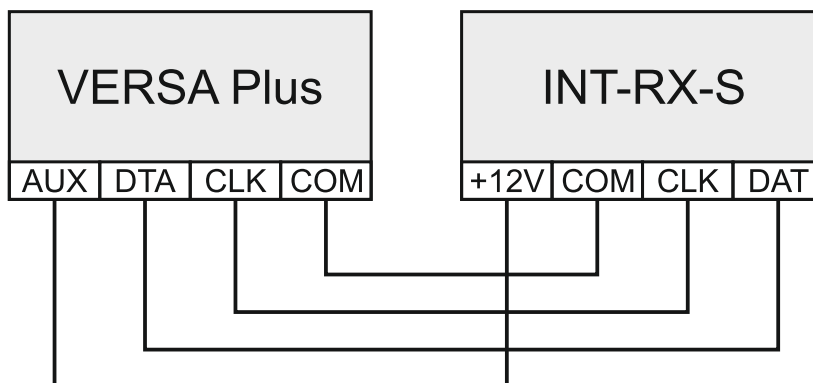 VERSA Plus
INT-RX-S
AUX DTA CLK COM
+12V COM CLK DAT